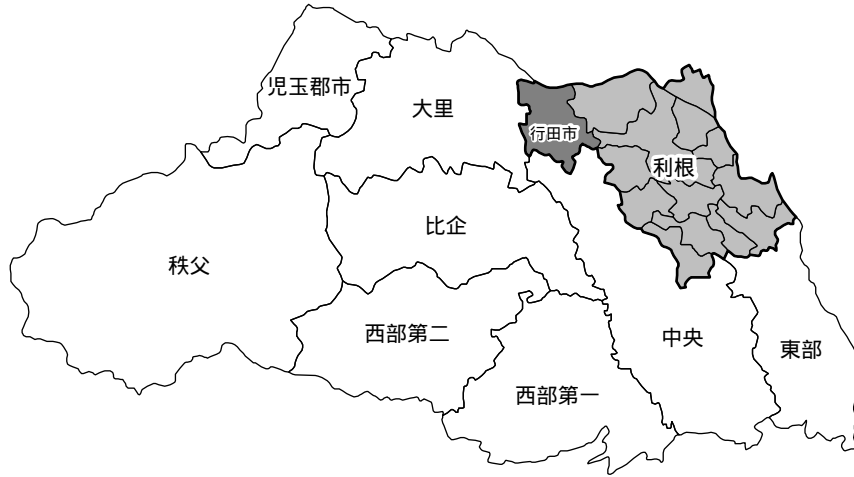 児玉郡市
大里
行田市
利根
比企
秩父
西部第二
中央
東部
西部第一